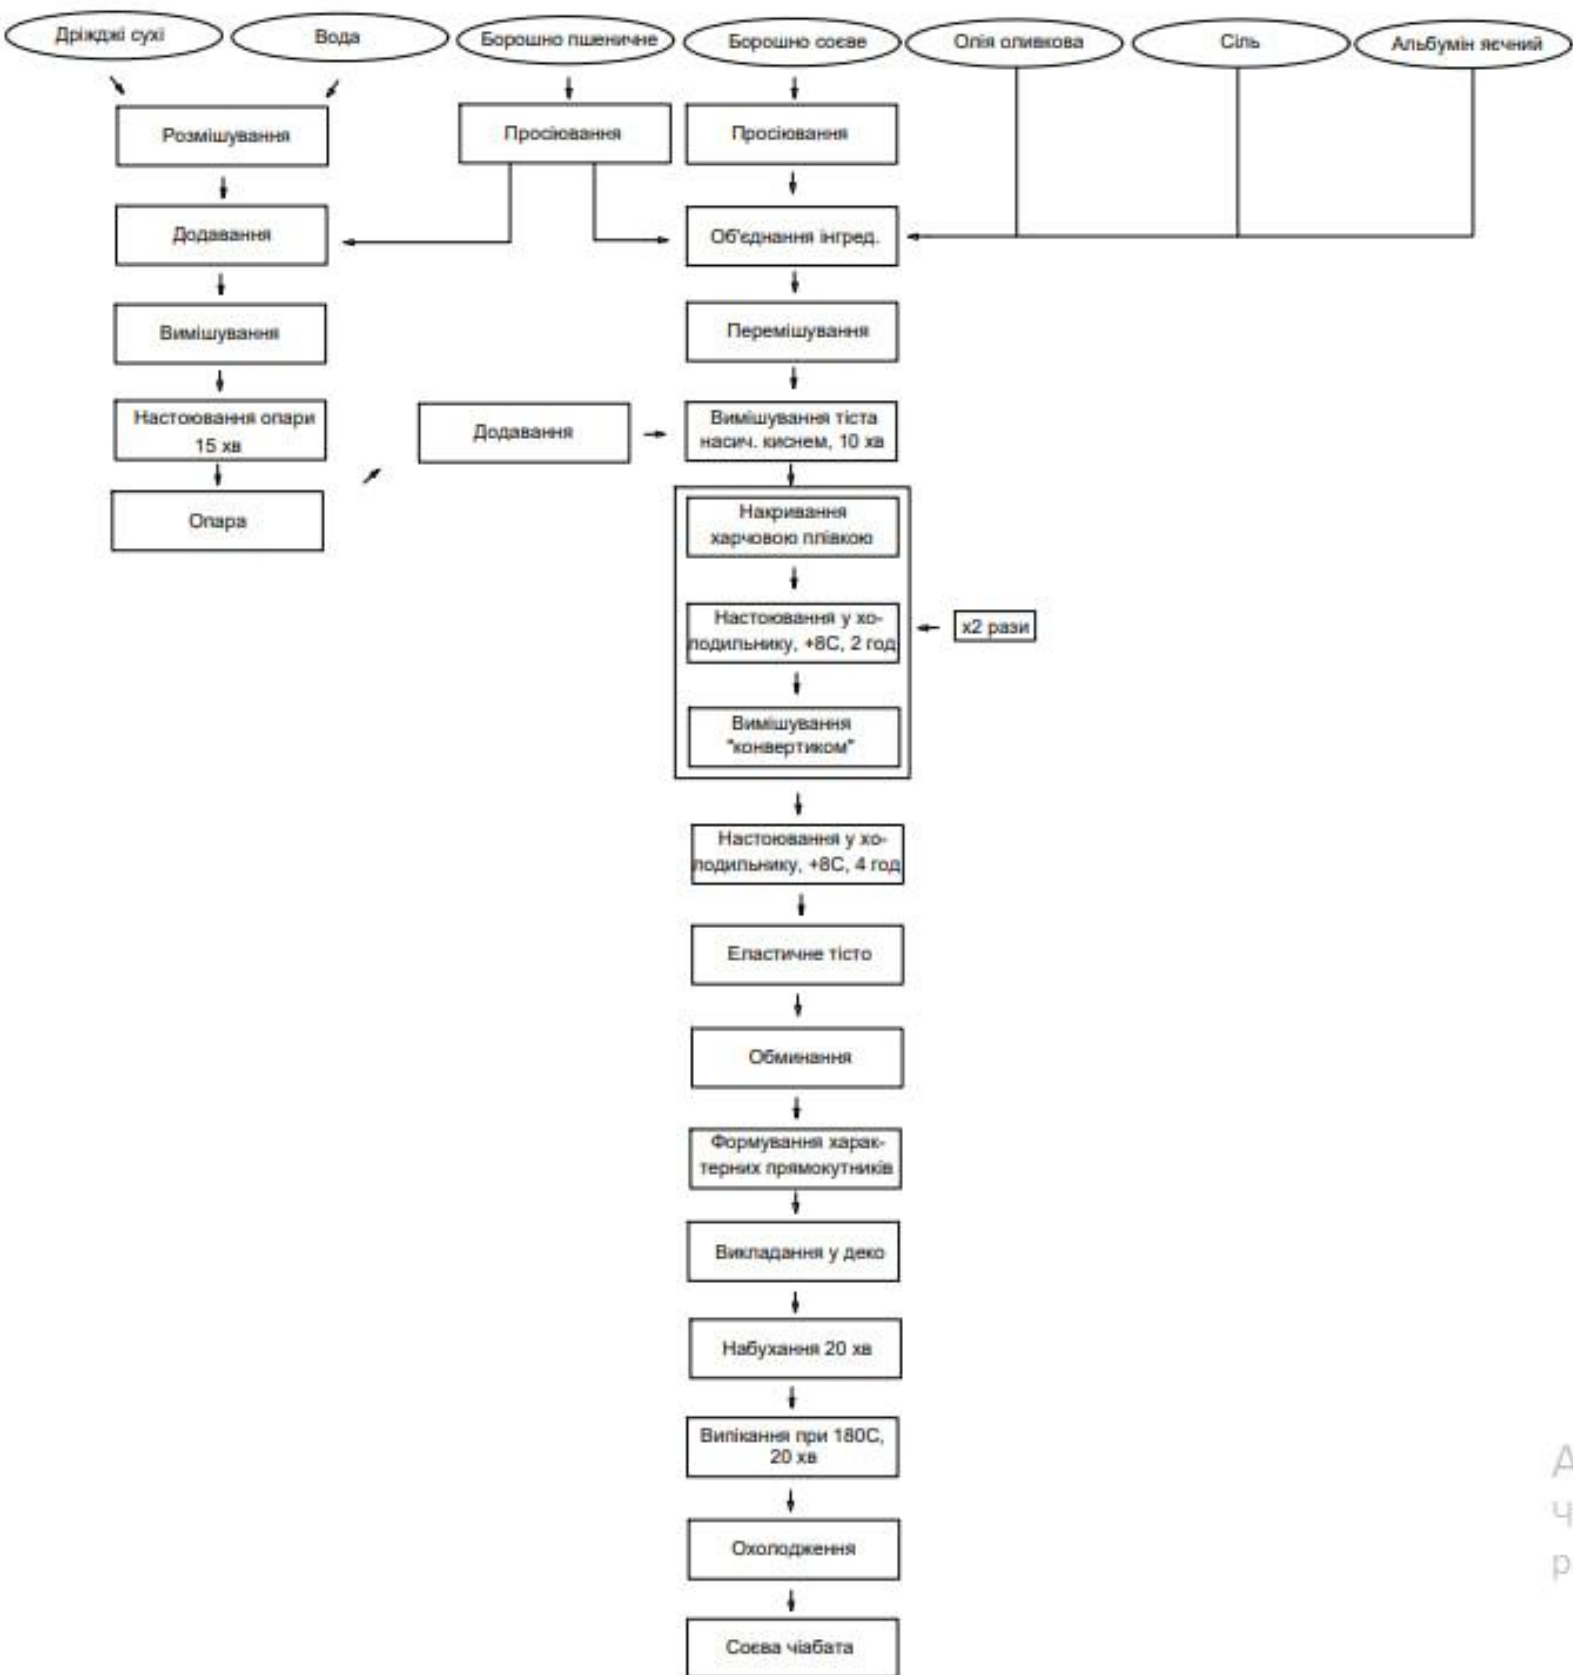 Дріжджі сухі
Вода
Борошно пшеничне
Борошно соєве
Олія оливкова
Сіль
Альбумін яєчний
Розмішування
Просіювання
Просіювання
Додавання
Об'єднання інгред.
Вимішування
Перемішування
Настоювання опари
15 хв
Додавання
Вимішування тіста
насич. киснем, 10 хв
Опара
Накривання
харчовою плівкою
Настоювання у хо-
лодильнику, +8С, 2 год
х2 рази
Вимішування
"конвертиком"
Настоювання у хо-
лодильнику, +8С, 4 год
Еластичне тісто
Обминання
Формування харак-
терних прямокутників
Викладання у деко
Набухання 20 хв
Випікання при 180С,
20 хв
Охолодження
Соєва чіабата